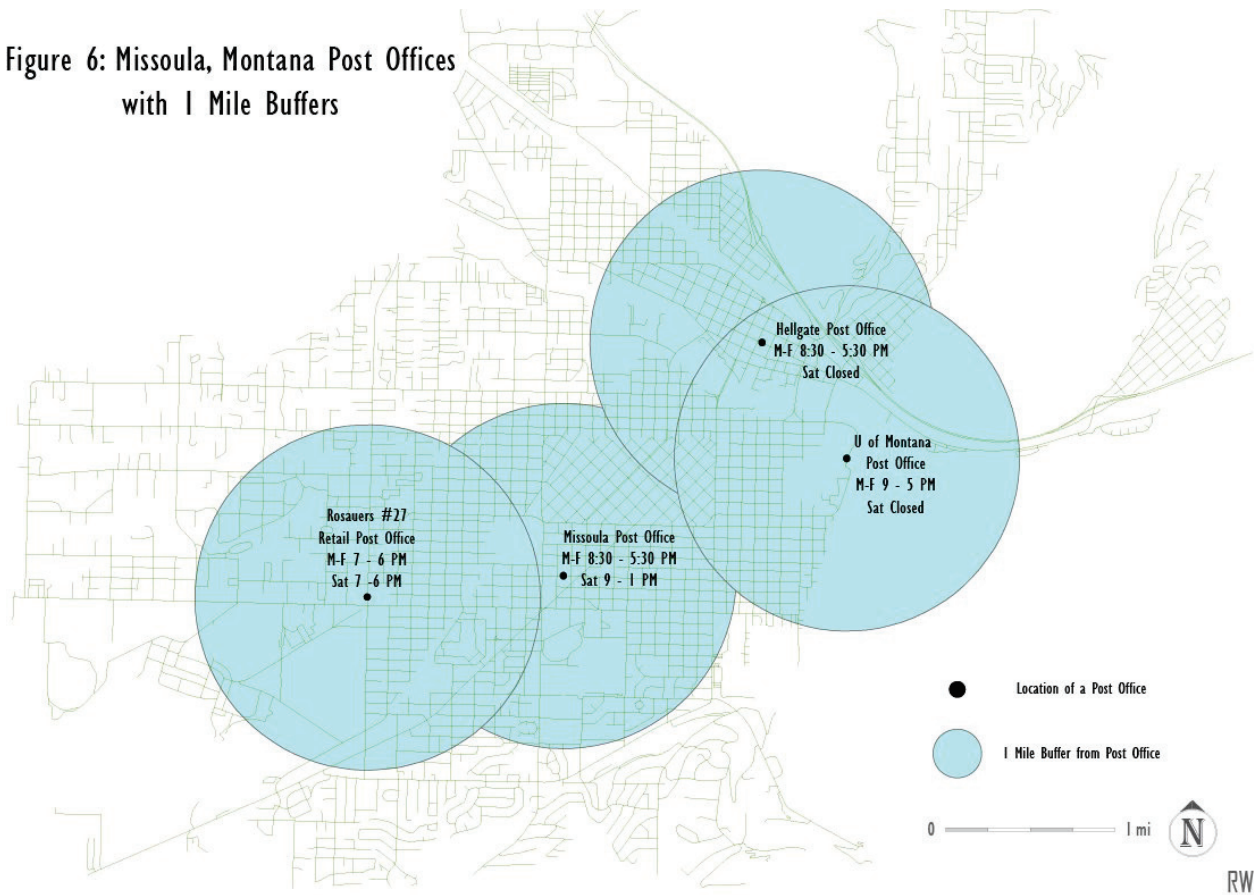 Figure 6: Missoula, Montana Post Offices
with 1 Mile Buffers
Hellgate Post Office
M-F 8:30 - 5:30 PM
Sat Closed
U of Montana
Post Office
M-F 9 - 5 PM
Sat Closed
Rosauers #27
Retail Post Office
M-F 7 - 6 PM
Sat 7 -6 PM
Missoula Post Office
M-F 8:30 - 5:30 PM
Sat 9 - 1 PM
Location of a Post Office
1 Mile Buffer from Post Office
0 1 mi
N
RW